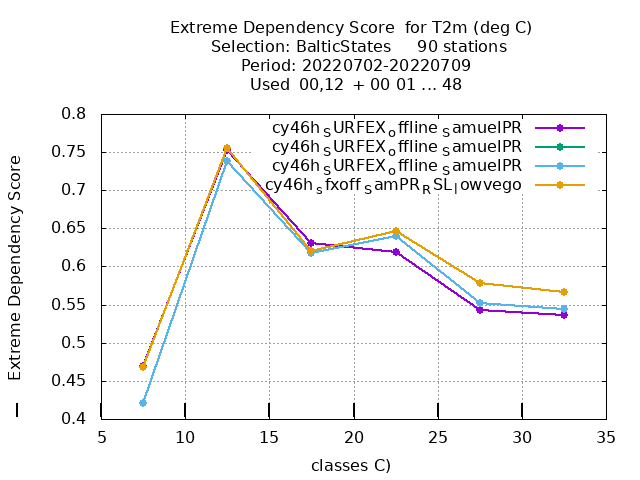 Extreme Dependency Score  for T2m (deg C)
Selection: BalticStates     90 stations
Period: 20220702-20220709
Used  00,12  + 00 01 ... 48
Extreme Dependency Score
0.8
0.75
0.7
0.65
0.6
0.55
0.5
0.45
0.4
cy46h_SURFEX_offline_SamuelPR
cy46h_SURFEX_offline_SamuelPR
cy46h_SURFEX_offline_SamuelPR
cy46h_sfxoff_SamPR_RSL_lowvego
5 10 15 20 25 30 35
classes C)